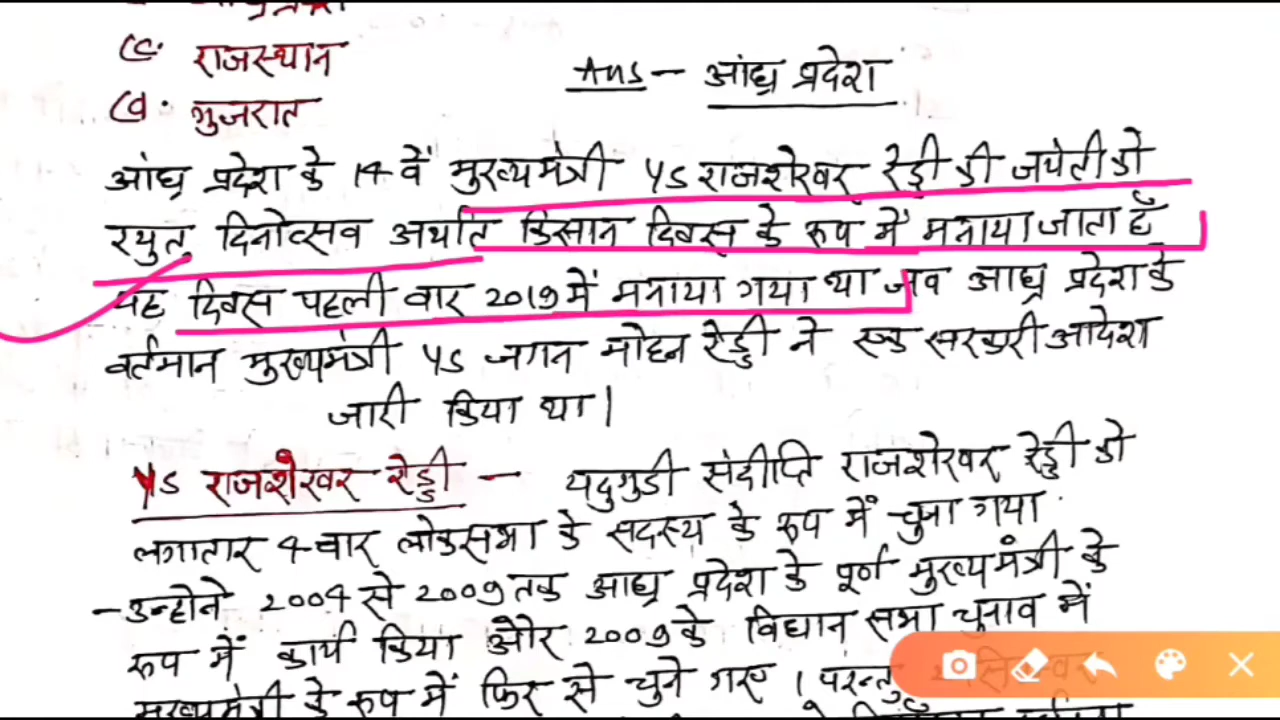 (c. राजस्थान
(d. गुजरात
Ans - आंध्र प्रदेश
आंध्र प्रदेश के 14 वें मुख्यमंत्री YS राजशेखर रेड्डी की जयंती को
रयुतु दिनोत्सव अर्थात किसान दिवस के रूप में मनाया जाता है
यह दिवस पहली वार 2019 में मनाया गया था जव आंध्र प्रदेश के
वर्तमान मुख्यमंत्री YS जगन मोहन रेड्डी ने एक सरकारी आदेश
जारी किया था।
YS राजशेखर रेड्डी - यदुगुडी संदीप्ति राजशेखर रेड्डी को
लगातार 4 वार लोकसभा के सदस्य के रूप में चुना गया
- उन्होने 2004 से 2009 तक आंध्र प्रदेश के पूर्ण मुख्यमंत्री के
रूप में कार्य किया और 2009 के विधान सभा चुनाव में
मुख्यमंत्री के रूप में फिर से चुने गए। परन्तु